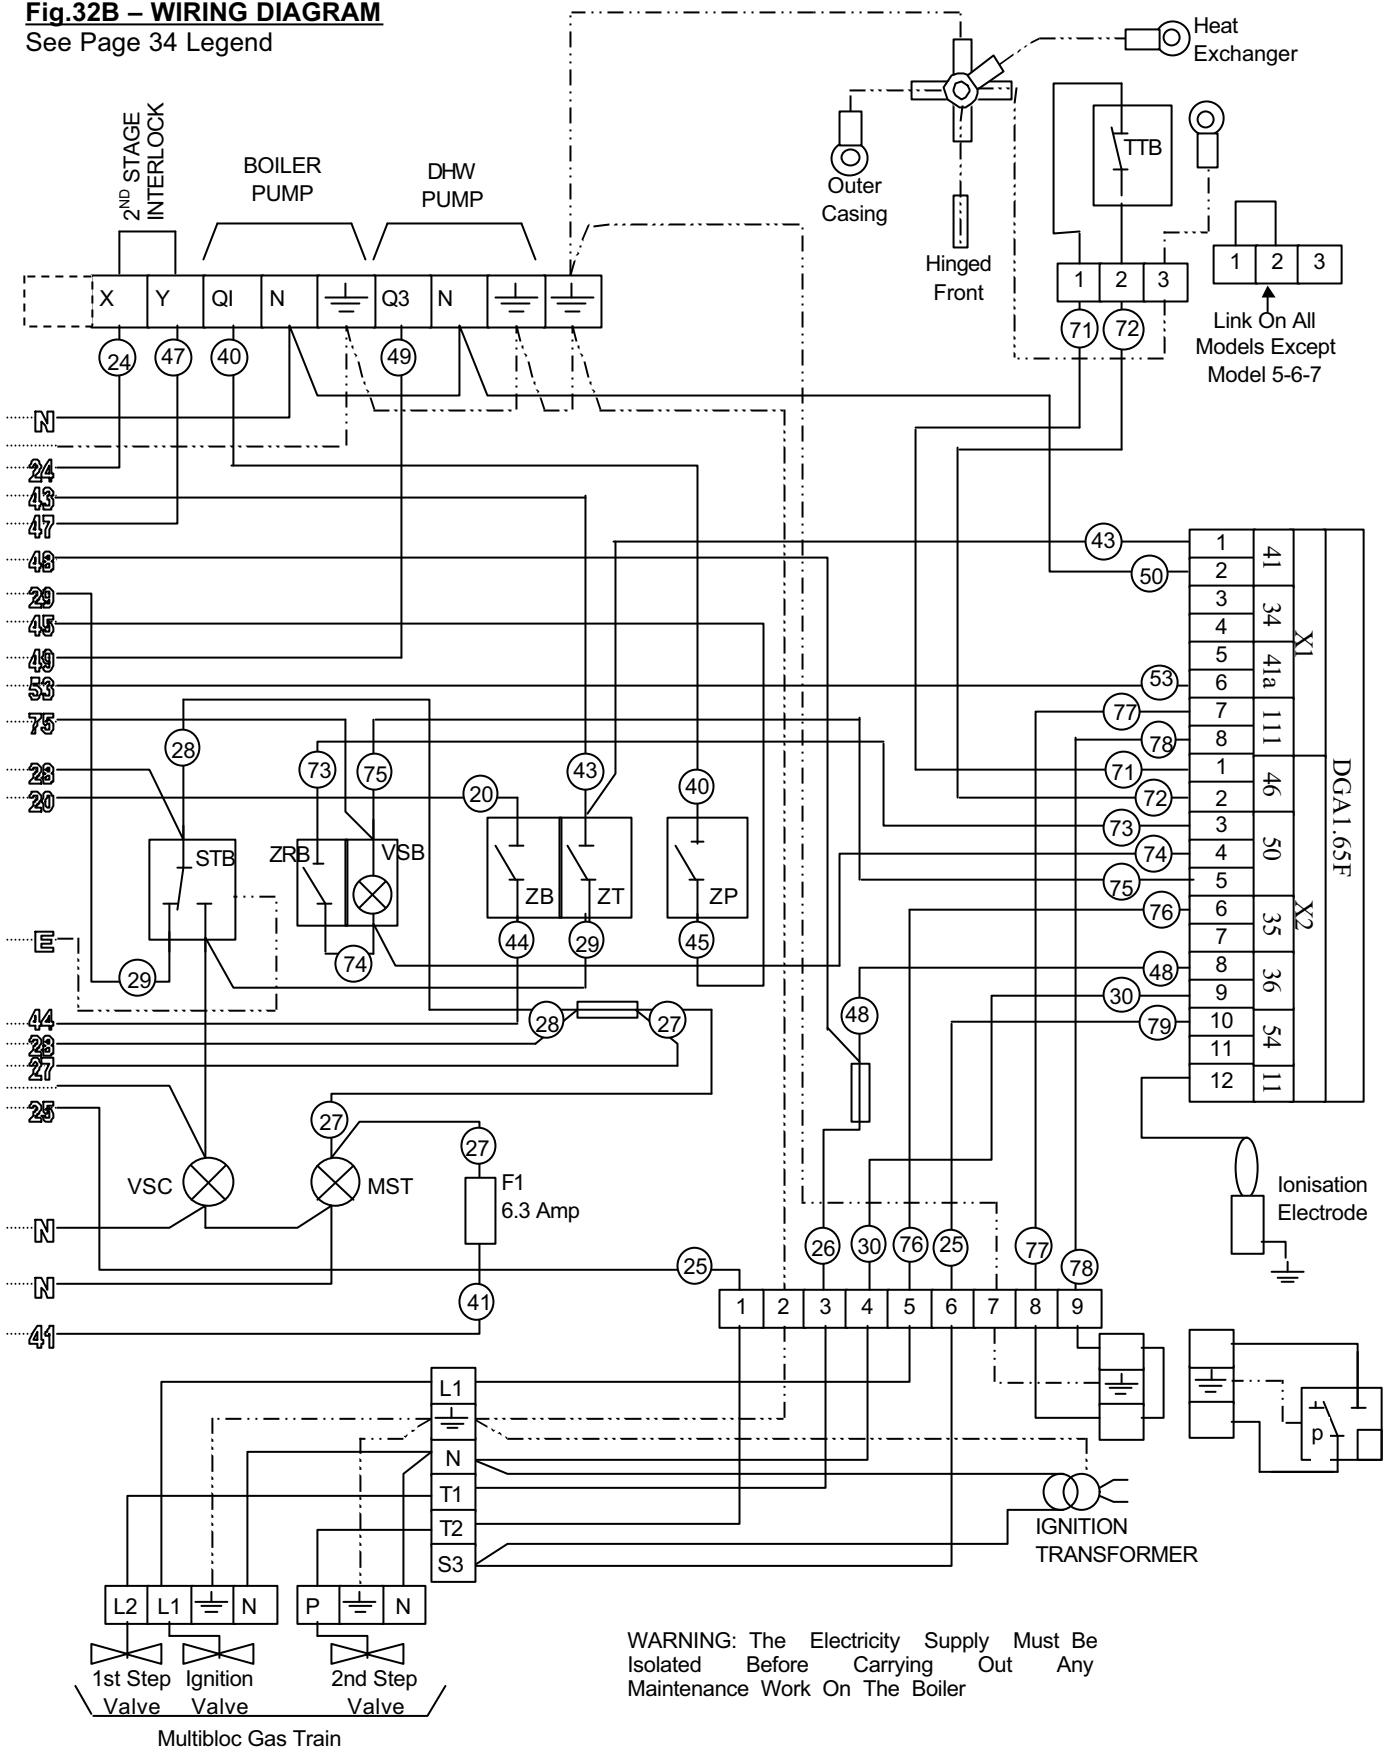 Fig.32B – WIRING DIAGRAM
See Page 34 Legend
Heat
Exchanger
2ND STAGE
INTERLOCK
BOILER
PUMP
DHW
PUMP
TTB
Outer
Casing
Hinged
Front
1 2 3
1 2 3
X Y QI N Q3 N
71 72
Link On All
Models Except
Model 5-6-7
24 47 40 49
N
24
43
47
48
29
45
49
53
75
28
20
43
50
53
77
78
71
72
73
74
75
76
48
30
79
1
2
3
4
5
6
7
8
1
2
3
4
5
6
7
8
9
10
11
12
41
34
41a
111
46
50
35
36
54
11
X1
X2
DGA1.65F
28 73 75 20 43 40
STB ZRB VSB
ZB ZT ZP
44 29 45
E
29 74
44
28
27
28 27
48
25
27
27
VSC MST
F1
6.3 Amp
Ionisation
Electrode
N
N
41
41
25
26 30 76 25 77 78
1 2 3 4 5 6 7 8 9
L1
N
T1
T2
S3
p
IGNITION
TRANSFORMER
L2 L1 N
P N
1st Step
Valve
Ignition
Valve
2nd Step
Valve
Multibloc Gas Train
WARNING: The Electricity Supply Must Be
Isolated Before Carrying Out Any
Maintenance Work On The Boiler